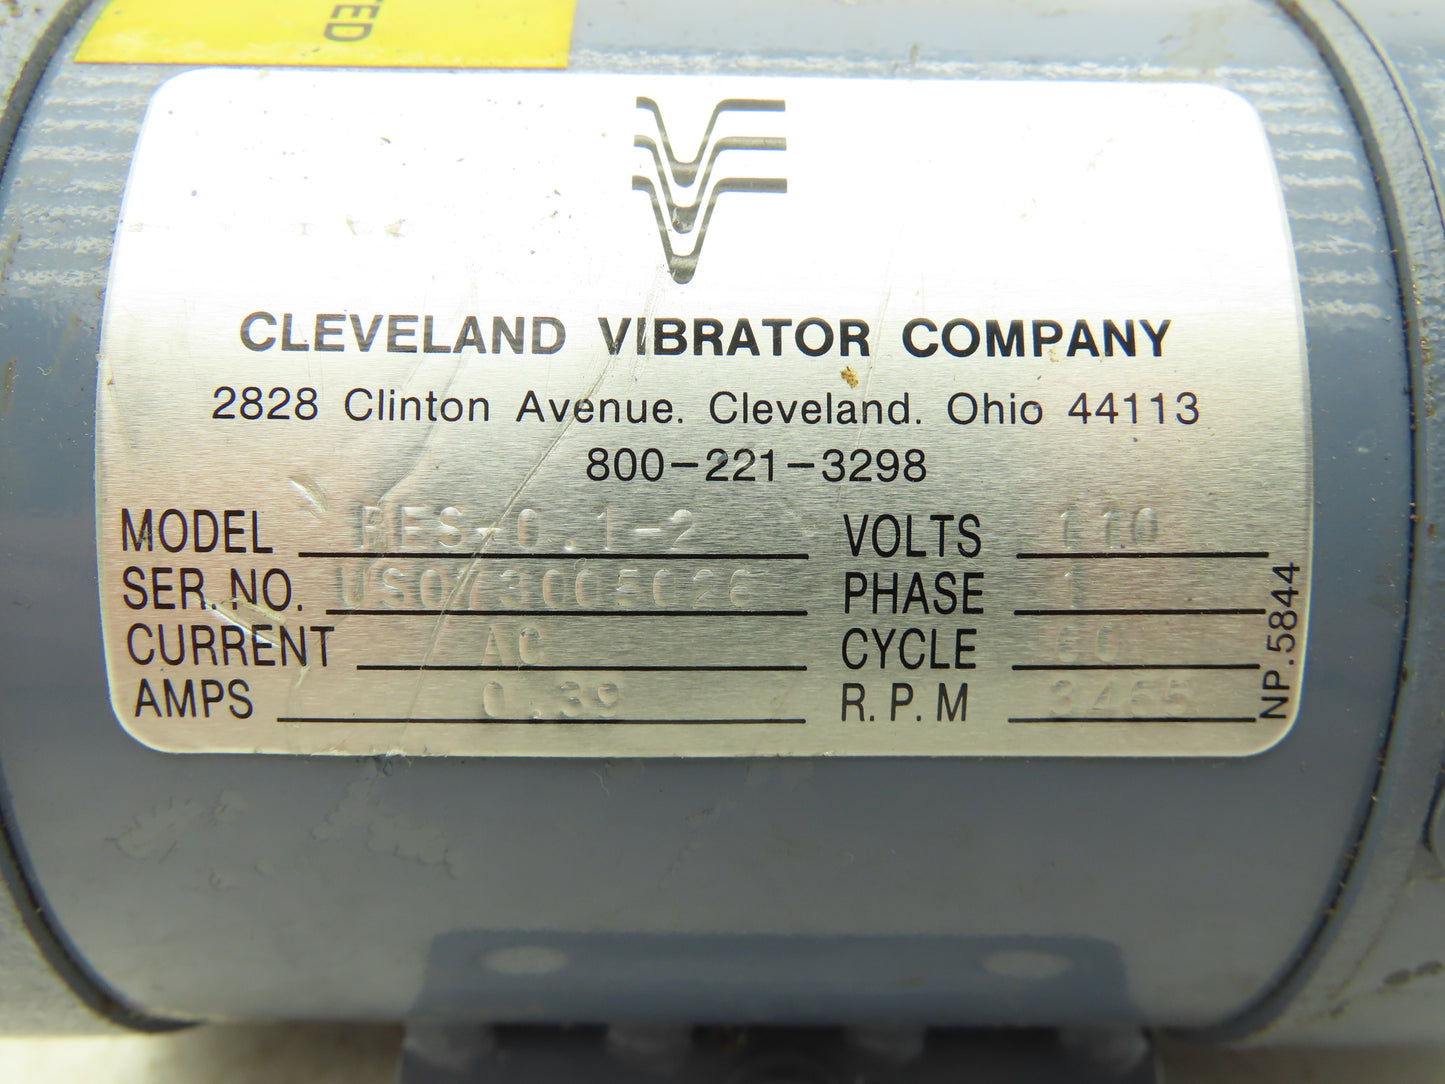 TED
CLEVELAND VIBRATOR COMPANY
2828 Clinton Avenue. Cleveland. Ohio 44113
800-221-3298
MODEL RES-0.1-2 VOLTS 110
SER. NO. PHASE 1
CURRENT AC CYCLE 60
AMPS 0.39 R.P.M 3455
NP.5844